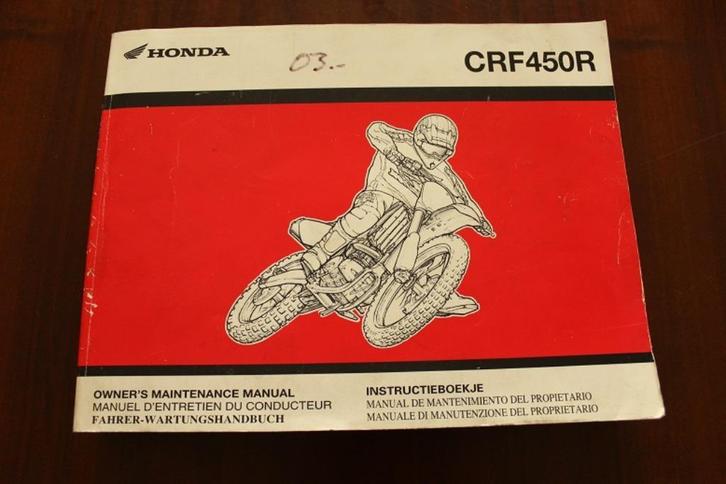 HONDA
03.-
CRF450R
OWNER'S MAINTENANCE MANUAL
MANUEL D'ENTRETIEN DU CONDUCTEUR
FAHRER-WARTUNGSHANDBUCH
INSTRUCTIEBOEKJE
MANUAL DE MANTENIMIENTO DEL PROPIETARIO
MANUALE DI MANUTENZIONE DEL PROPRIETARIO